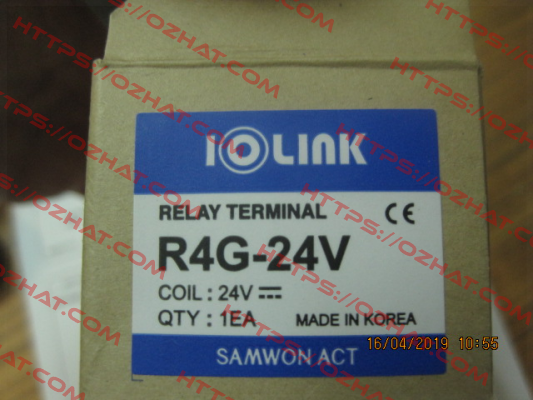 IOLINK
RELAY TERMINAL CE
R4G-24V
COIL : 24V
QTY : 1EA MADE IN KOREA
16/04/2019 10:55
SAMWON ACT
HTTPS://OZHAT.COM